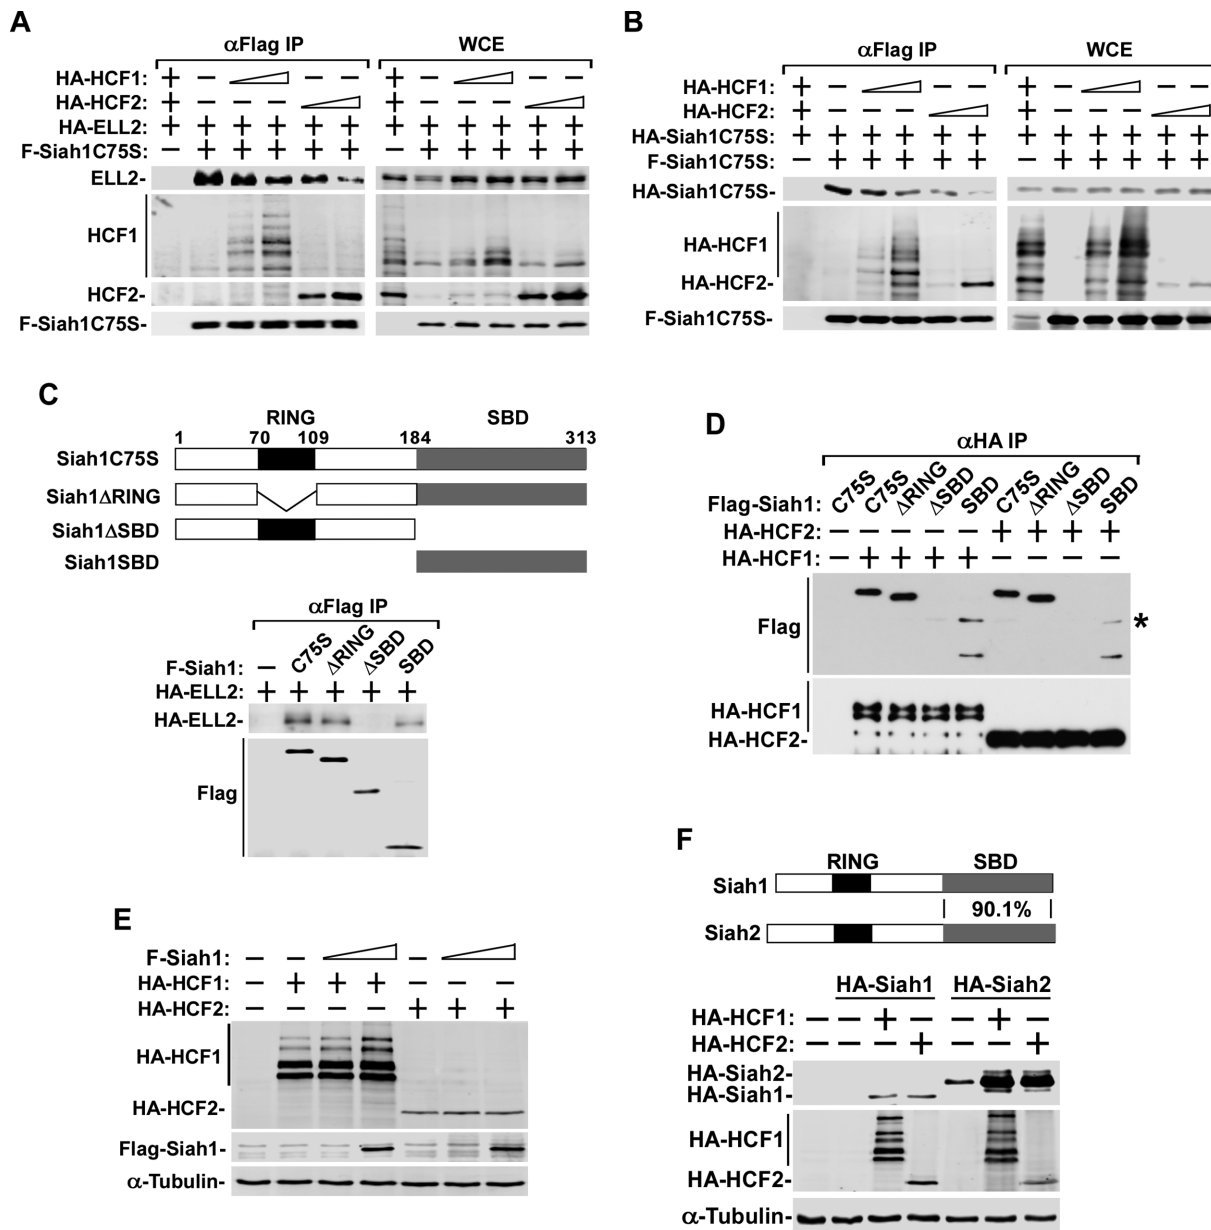 A
αFlag IP WCE
HA-HCF1: + − − − + − − −
HA-HCF2: + − − − + − − −
HA-ELL2: + + + + + + + + + + + +
F-Siah1C75S: − + + + + + − + + + + +
ELL2-
HCF1
HCF2-
F-Siah1C75S-
B
αFlag IP WCE
HA-HCF1: + − − − + − − −
HA-HCF2: + − − − + − − −
HA-Siah1C75S: + + + + + + + + + + + +
F-Siah1C75S: − + + + + + − + + + + +
HA-Siah1C75S-
HA-HCF1
HA-HCF2-
F-Siah1C75S-
C
RING SBD
1 70 109 184 313
Siah1C75S
Siah1ΔRING
Siah1ΔSBD
Siah1SBD
αFlag IP
F-Siah1: − C75S ΔRING ΔSBD SBD
HA-ELL2: + + + + +
HA-ELL2-
Flag
D
αHA IP
Flag-Siah1: C75S C75S ΔRING ΔSBD SBD C75S ΔRING ΔSBD SBD
HA-HCF2: − − − − − + + + +
HA-HCF1: − + + + + − − − −
Flag
*
HA-HCF1
HA-HCF2-
E
F-Siah1: − − −
HA-HCF1: − + + + − − −
HA-HCF2: − − − − + + +
HA-HCF1
HA-HCF2-
Flag-Siah1-
α-Tubulin-
F
RING SBD
Siah1
90.1%
Siah2
HA-Siah1 HA-Siah2
HA-HCF1: − − + − − + −
HA-HCF2: − − − + − − +
HA-Siah2-
HA-Siah1-
HA-HCF1
HA-HCF2-
α-Tubulin-